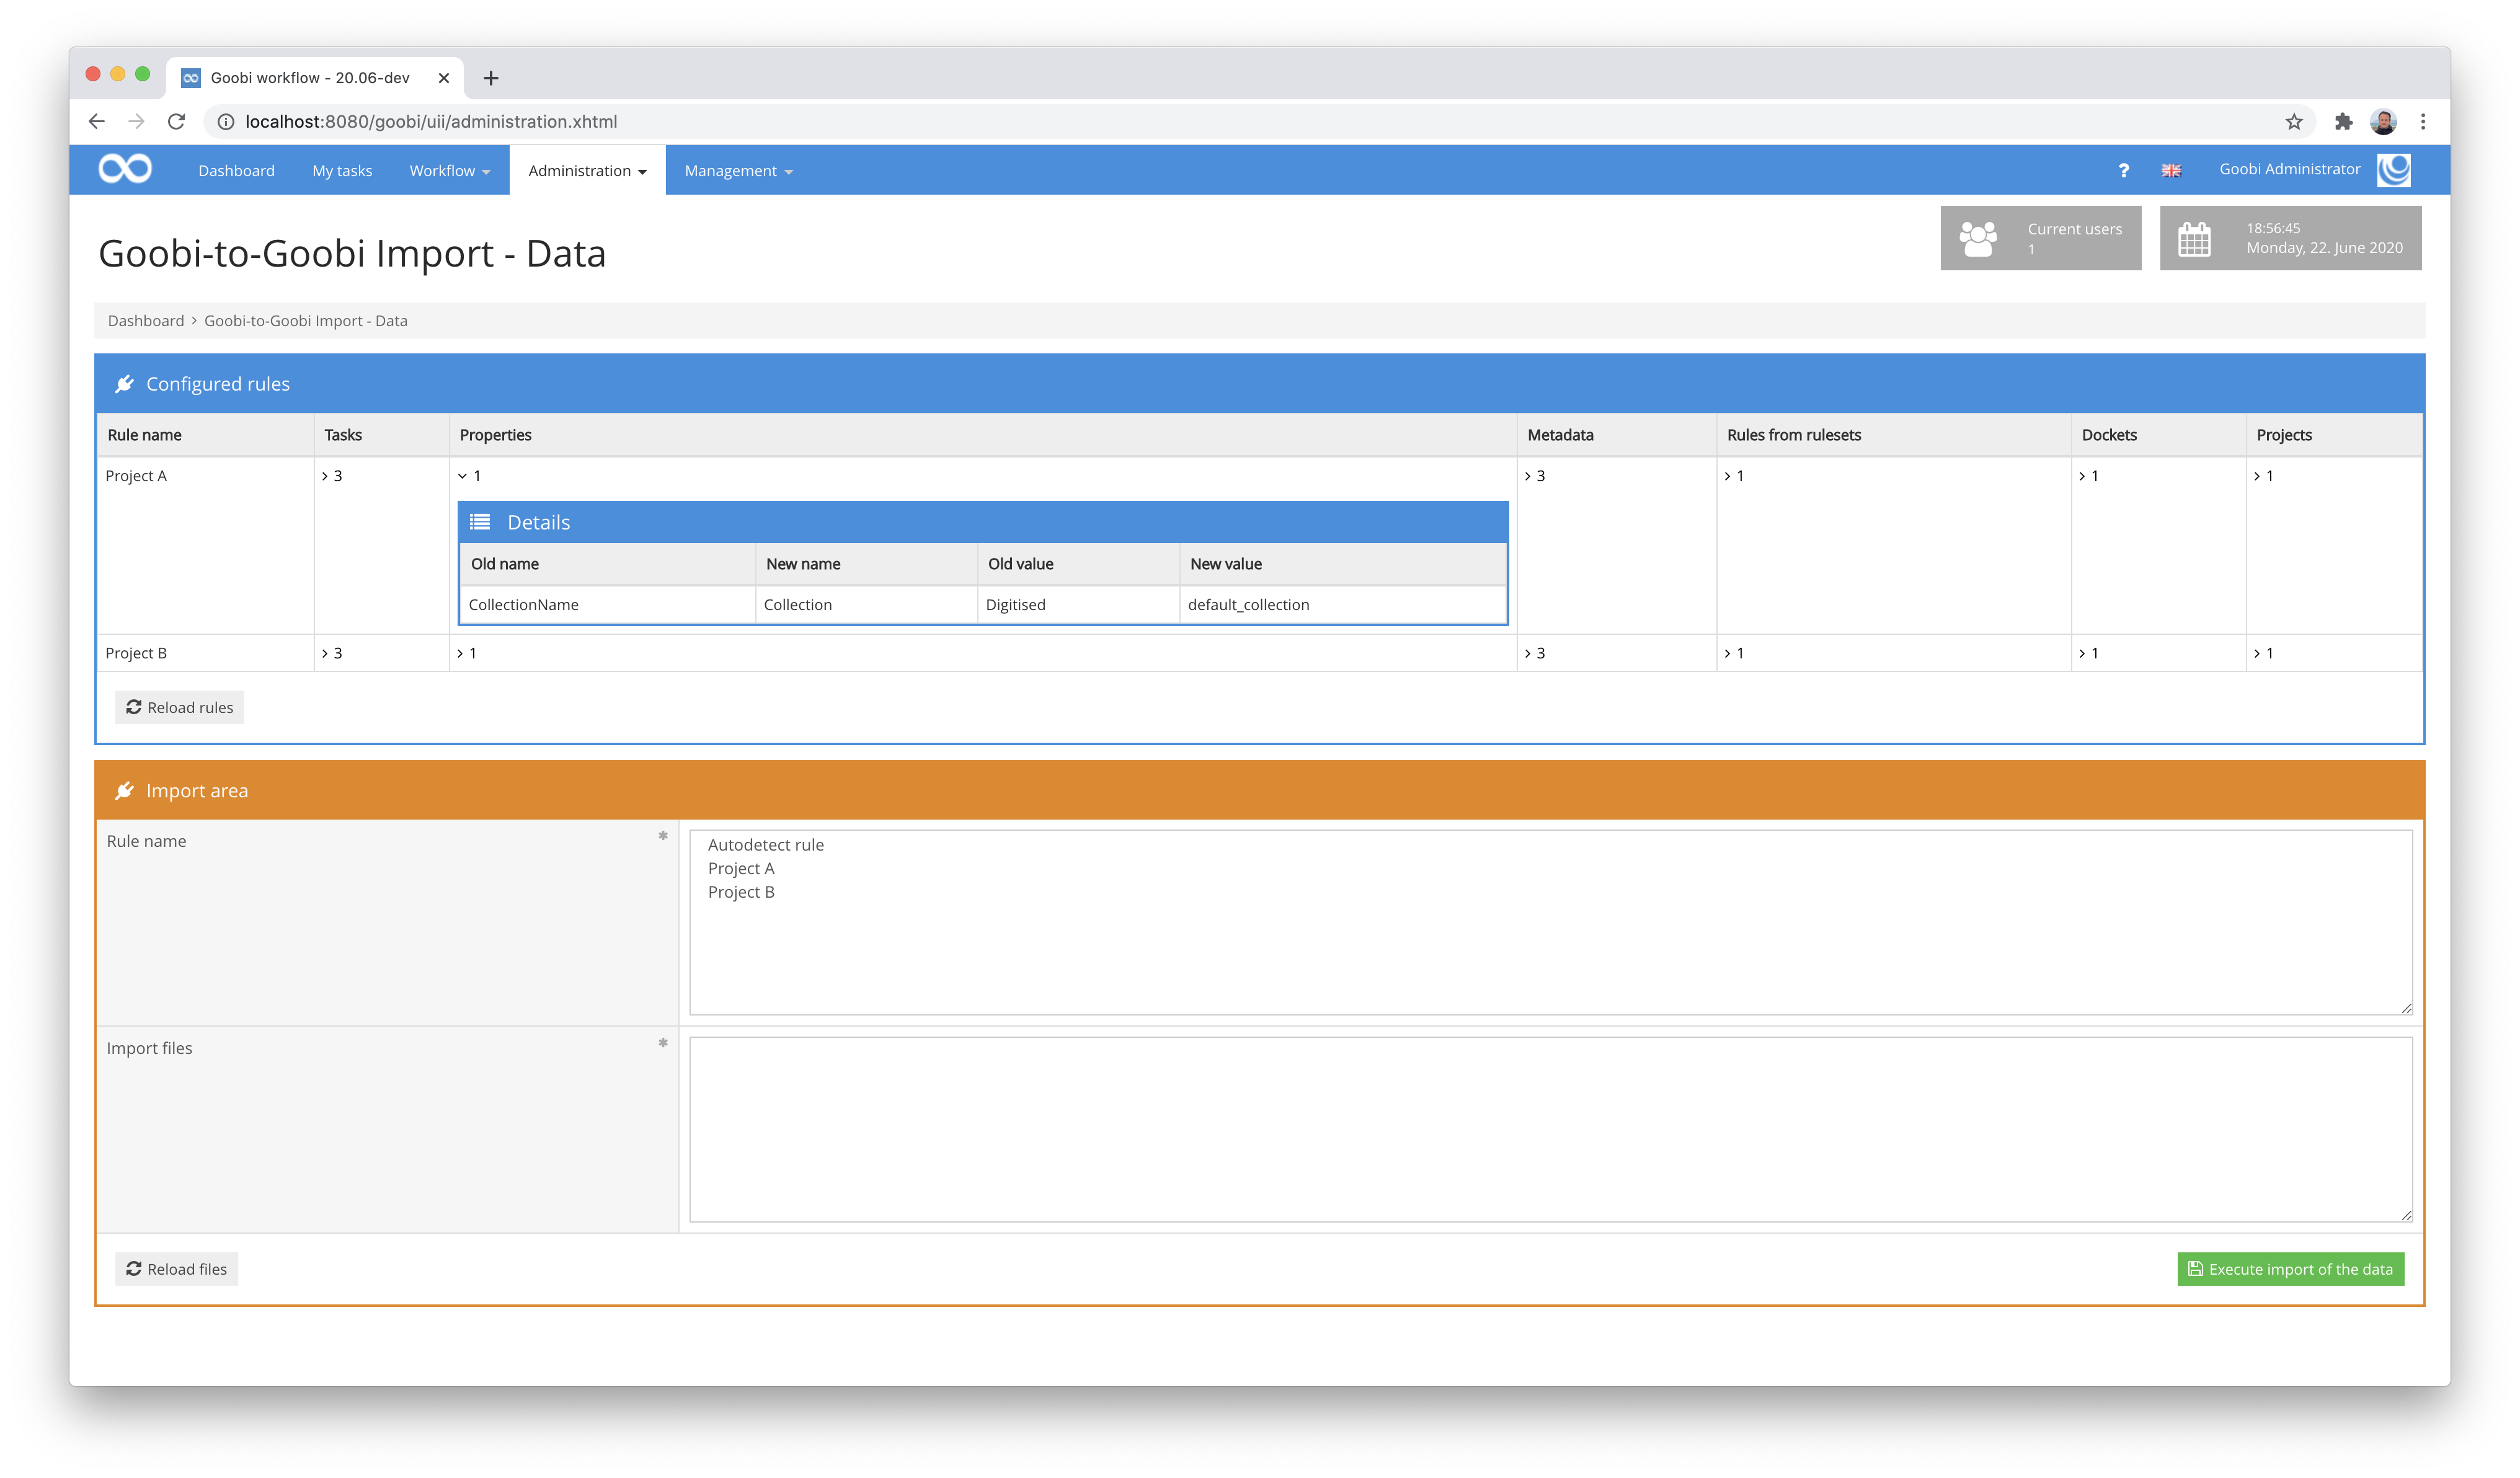 Goobi workflow - 20.06-dev
localhost:8080/goobi/uii/administration.xhtml
Dashboard My tasks Workflow Administration Management ? Goobi Administrator
Goobi-to-Goobi Import - Data
Current users
1
18:56:45
Monday, 22. June 2020
Dashboard > Goobi-to-Goobi Import - Data
Configured rules
Rule name Tasks Properties Metadata Rules from rulesets Dockets Projects
Project A 3 1 3 1 1 1
Details
Old name New name Old value New value
CollectionName Collection Digitised default_collection
Project B 3 1 3 1 1 1
Reload rules
Import area
Rule name *
Autodetect rule
Project A
Project B
Import files *
Reload files Execute import of the data